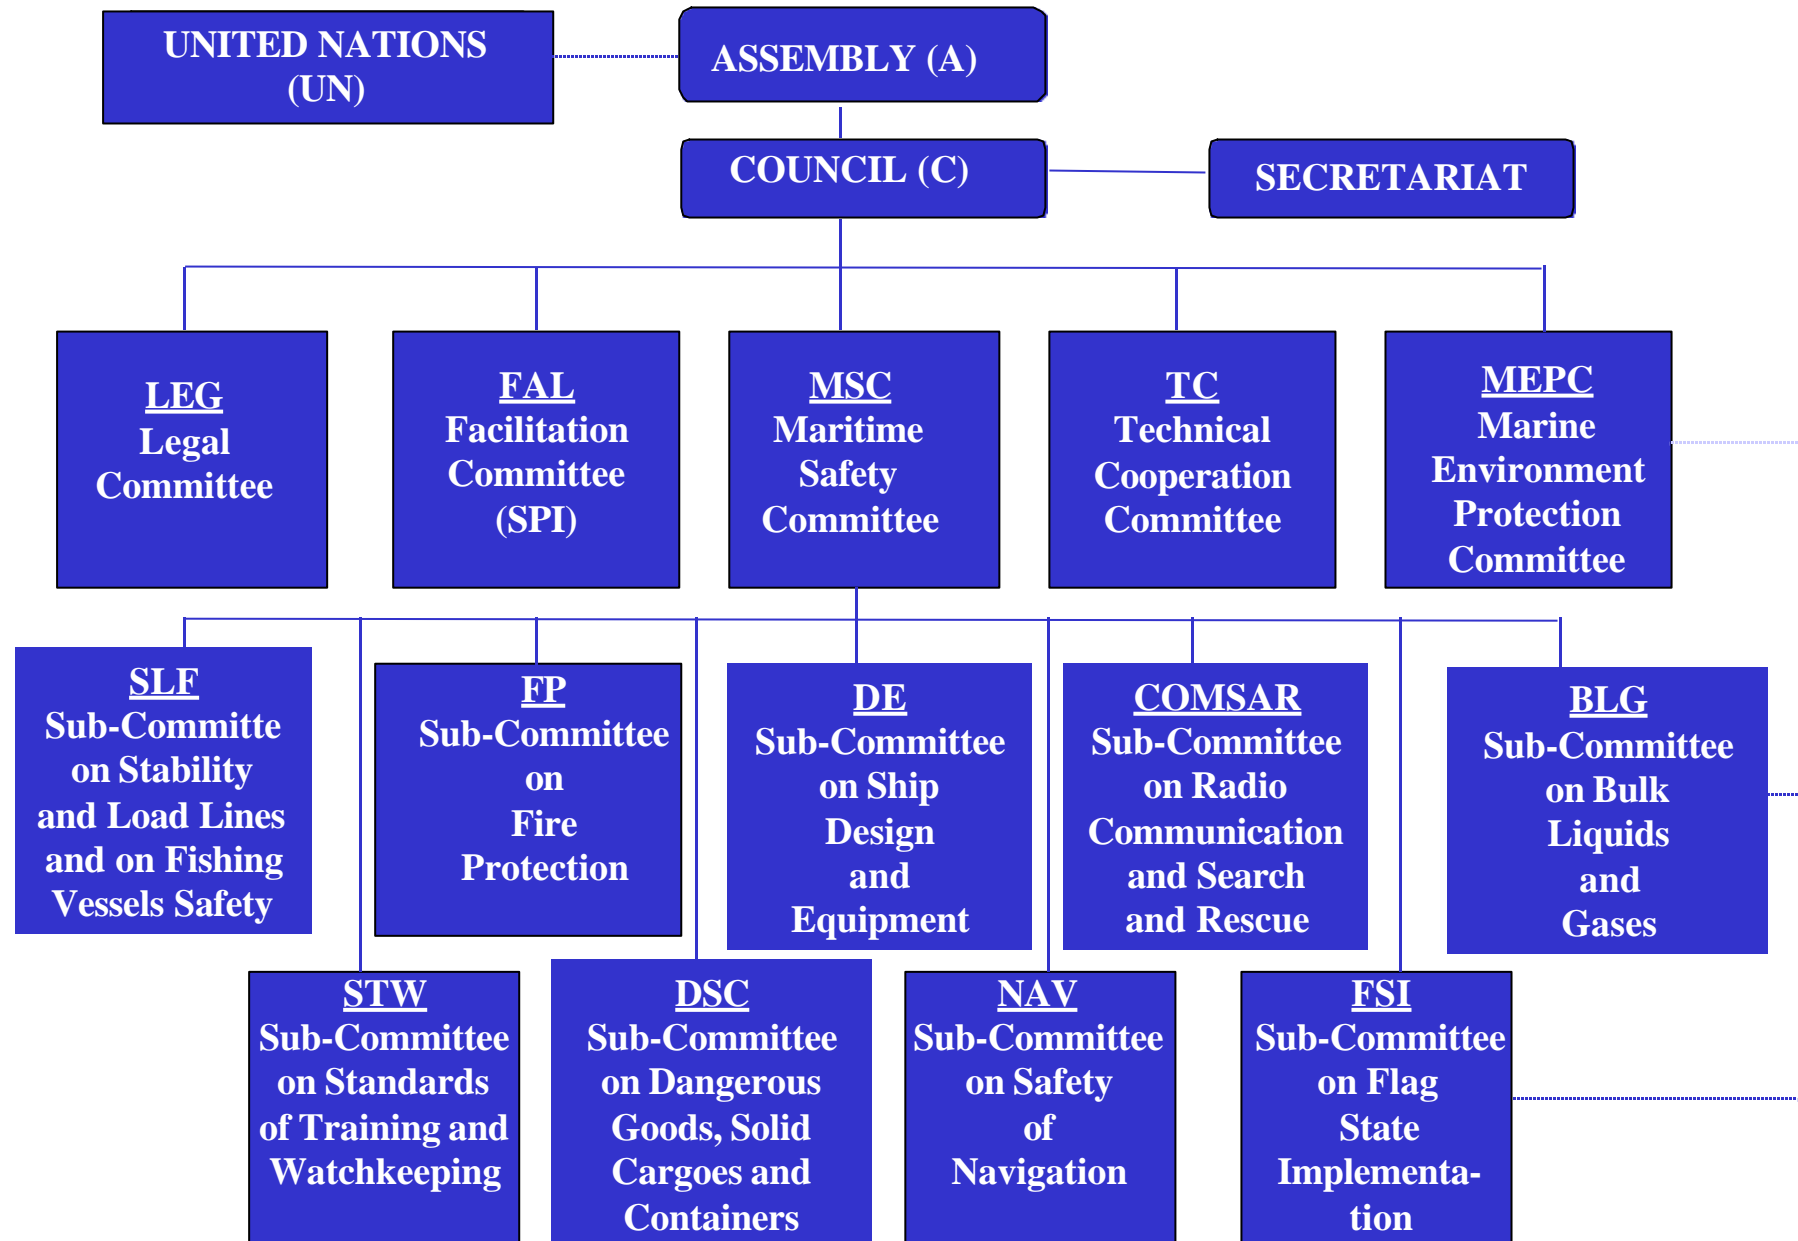 UNITED NATIONS
(UN)
ASSEMBLY (A)
COUNCIL (C)
SECRETARIAT
LEG
Legal
Committee
FAL
Facilitation
Committee
(SPI)
MSC
Maritime
Safety
Committee
TC
Technical
Cooperation
Committee
MEPC
Marine
Environment
Protection
Committee
SLF
Sub-Committe
on Stability
and Load Lines
and on Fishing
Vessels Safety
FP
Sub-Committee
on
Fire
Protection
DE
Sub-Committee
on Ship
Design
and
Equipment
COMSAR
Sub-Committee
on Radio
Communication
and Search
and Rescue
BLG
Sub-Committee
on Bulk
Liquids
and
Gases
STW
Sub-Committee
on Standards
of Training and
Watchkeeping
DSC
Sub-Committee
on Dangerous
Goods, Solid
Cargoes and
Containers
NAV
Sub-Committee
on Safety
of
Navigation
FSI
Sub-Committee
on Flag
State
Implementa-
tion